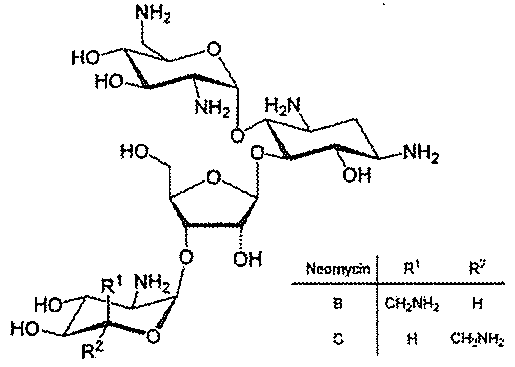 NH₂
HO
O
HO
NH₂
H₂N
O
NH₂
O
OH
HO
O
O
OH
R¹
NH₂
HO
HO
O
R²
Neomycin R¹ R²
B CH₂NH₂ H
C H CH₂NH₂